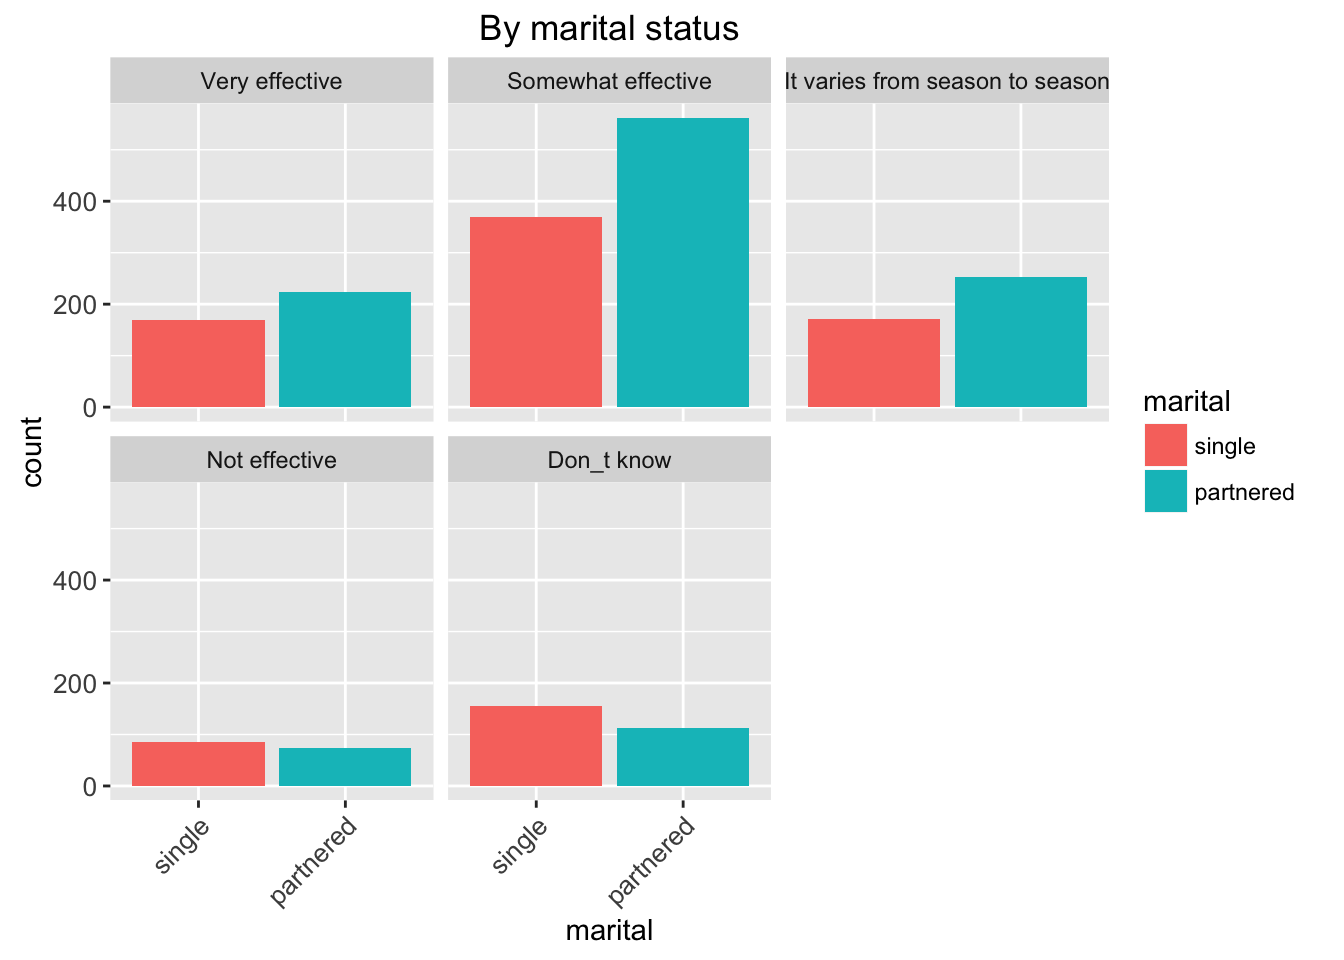 By marital status
Very effective
Somewhat effective
It varies from season to season
400
200
0
count
Not effective
Don_t know
400
200
0
single
partnered
single
partnered
marital
marital
single
partnered